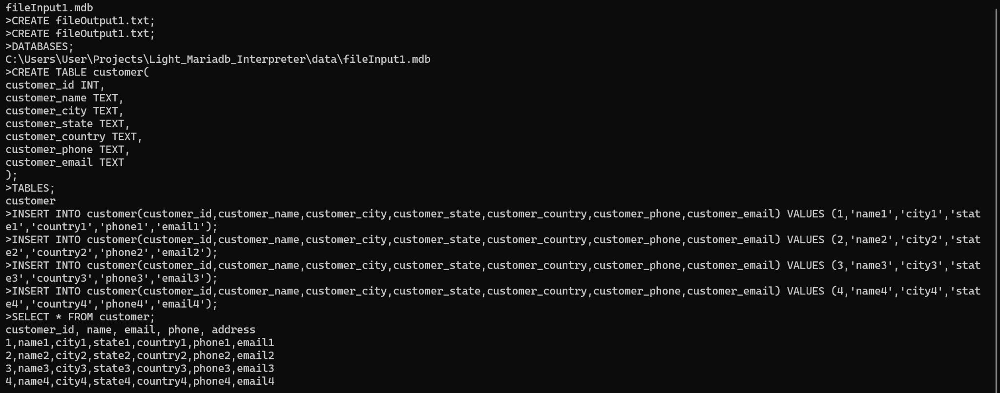 fileInput1.mdb
>CREATE fileOutput1.txt;
>CREATE fileOutput1.txt;
>DATABASES;
C:\Users\User\Projects\Light_Mariadb_Interpreter\data\fileInput1.mdb
>CREATE TABLE customer(
customer_id INT,
customer_name TEXT,
customer_city TEXT,
customer_state TEXT,
customer_country TEXT,
customer_phone TEXT,
customer_email TEXT
);
>TABLES;
customer
>INSERT INTO customer(customer_id,customer_name,customer_city,customer_state,customer_country,customer_phone,customer_email) VALUES (1,'name1','city1','stat
e1','country1','phone1','email1');
>INSERT INTO customer(customer_id,customer_name,customer_city,customer_state,customer_country,customer_phone,customer_email) VALUES (2,'name2','city2','stat
e2','country2','phone2','email2');
>INSERT INTO customer(customer_id,customer_name,customer_city,customer_state,customer_country,customer_phone,customer_email) VALUES (3,'name3','city3','stat
e3','country3','phone3','email3');
>INSERT INTO customer(customer_id,customer_name,customer_city,customer_state,customer_country,customer_phone,customer_email) VALUES (4,'name4','city4','stat
e4','country4','phone4','email4');
>SELECT * FROM customer;
customer_id, name, email, phone, address
1,name1,city1,state1,country1,phone1,email1
2,name2,city2,state2,country2,phone2,email2
3,name3,city3,state3,country3,phone3,email3
4,name4,city4,state4,country4,phone4,email4